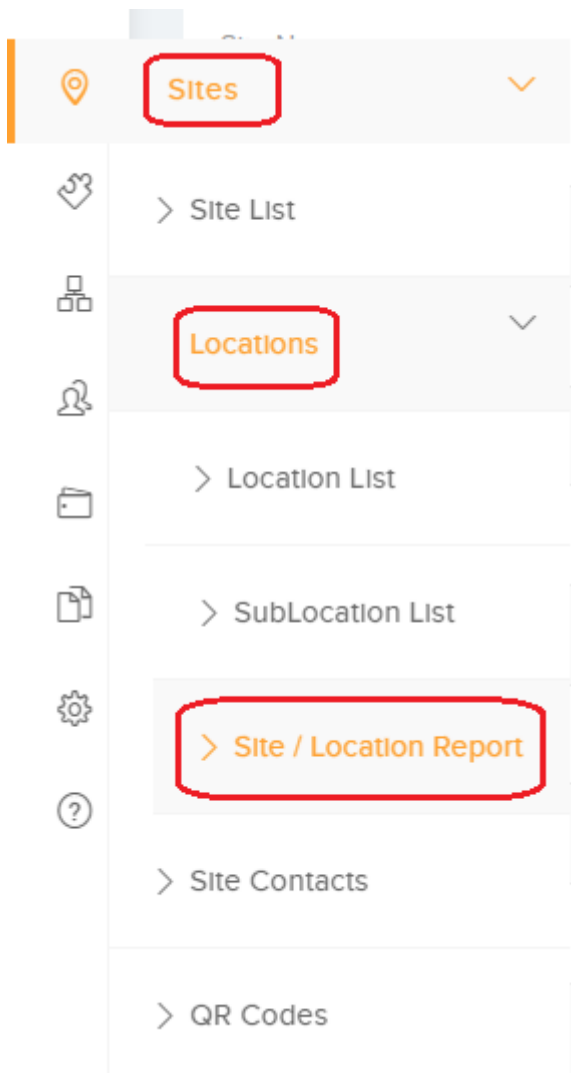 Sites
Site List
Locations
Location List
SubLocation List
Site / Location Report
Site Contacts
QR Codes